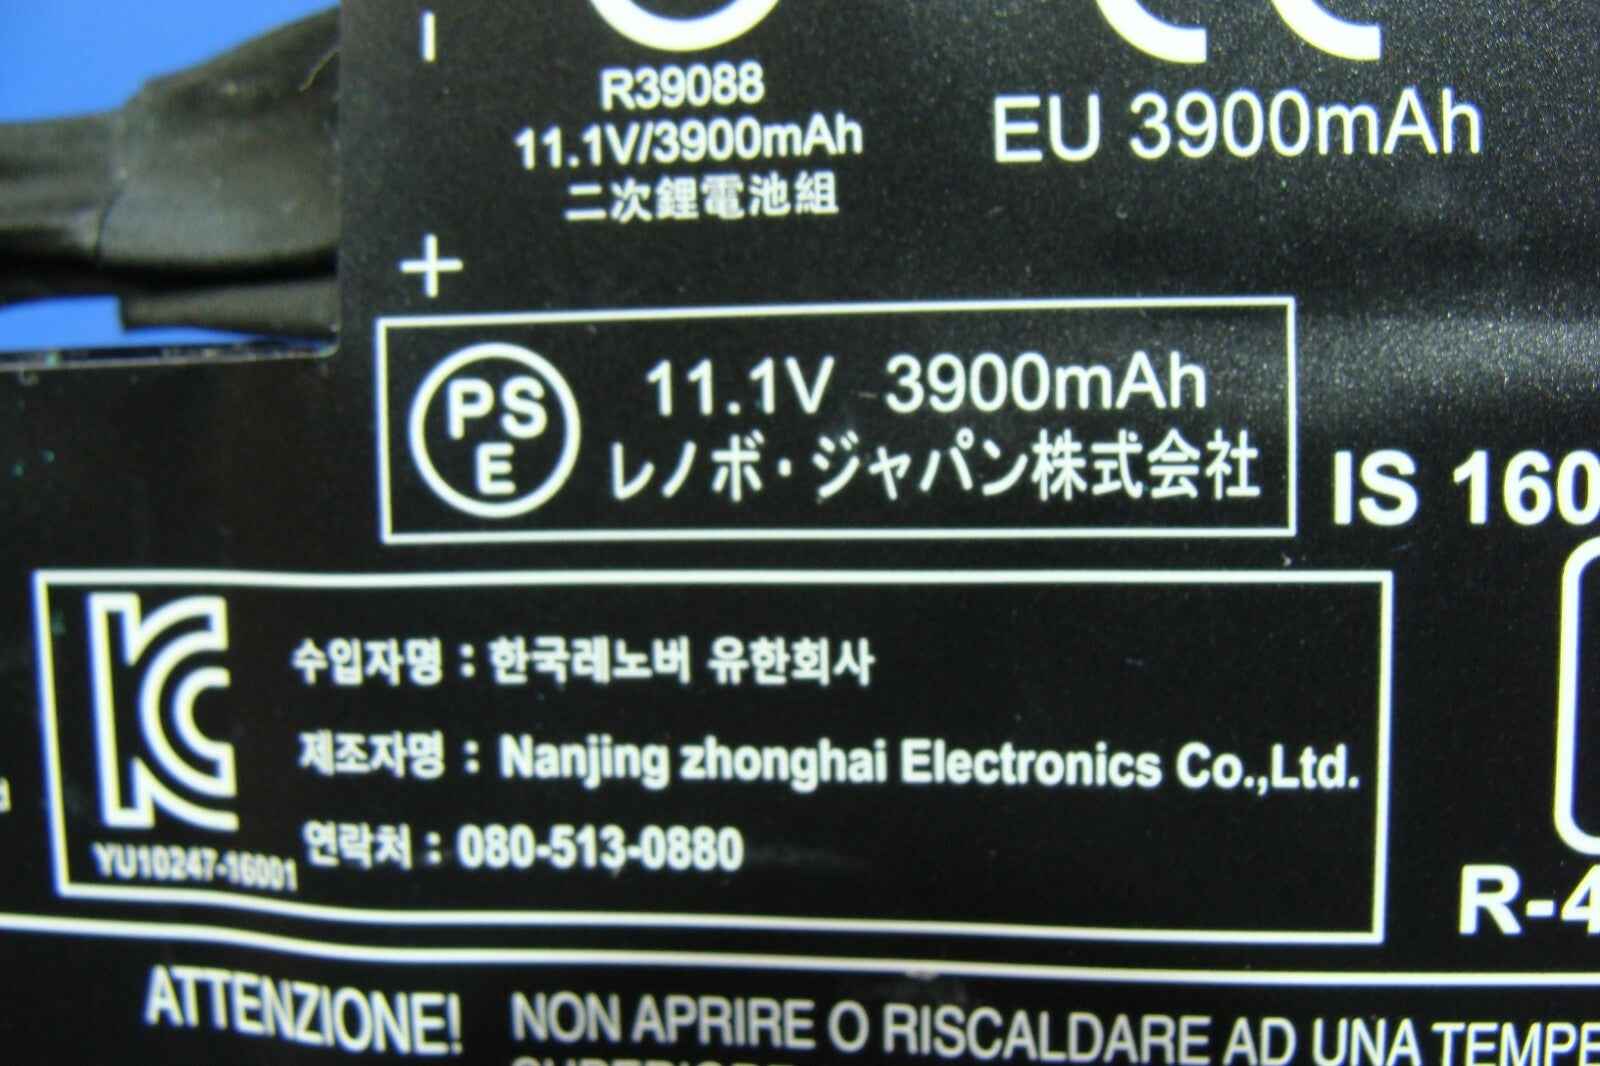 -
R39088
11.1V/3900mAh
二次鋰電池組
EU 3900mAh
+
PS
E
11.1V 3900mAh
レノボ・ジャパン株式会社
IS 160
KC
YU10247-16001
수입자명 : 한국레노버 유한회사
제조자명 : Nanjing zhonghai Electronics Co.,Ltd.
연락처 : 080-513-0880
R-4
ATTENZIONE!
NON APRIRE O RISCALDARE AD UNA TEMPE